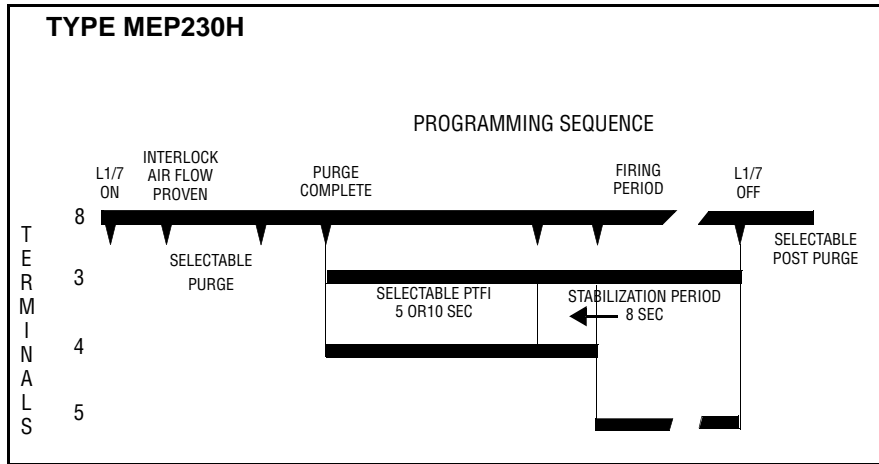 TYPE MEP230H
PROGRAMMING SEQUENCE
L1/7
ON
INTERLOCK
AIR FLOW
PROVEN
PURGE
COMPLETE
FIRING
PERIOD
L1/7
OFF
TERMINALS
8
SELECTABLE
PURGE
SELECTABLE
POST PURGE
3
SELECTABLE PTFI
5 OR10 SEC
STABILIZATION PERIOD
8 SEC
4
5